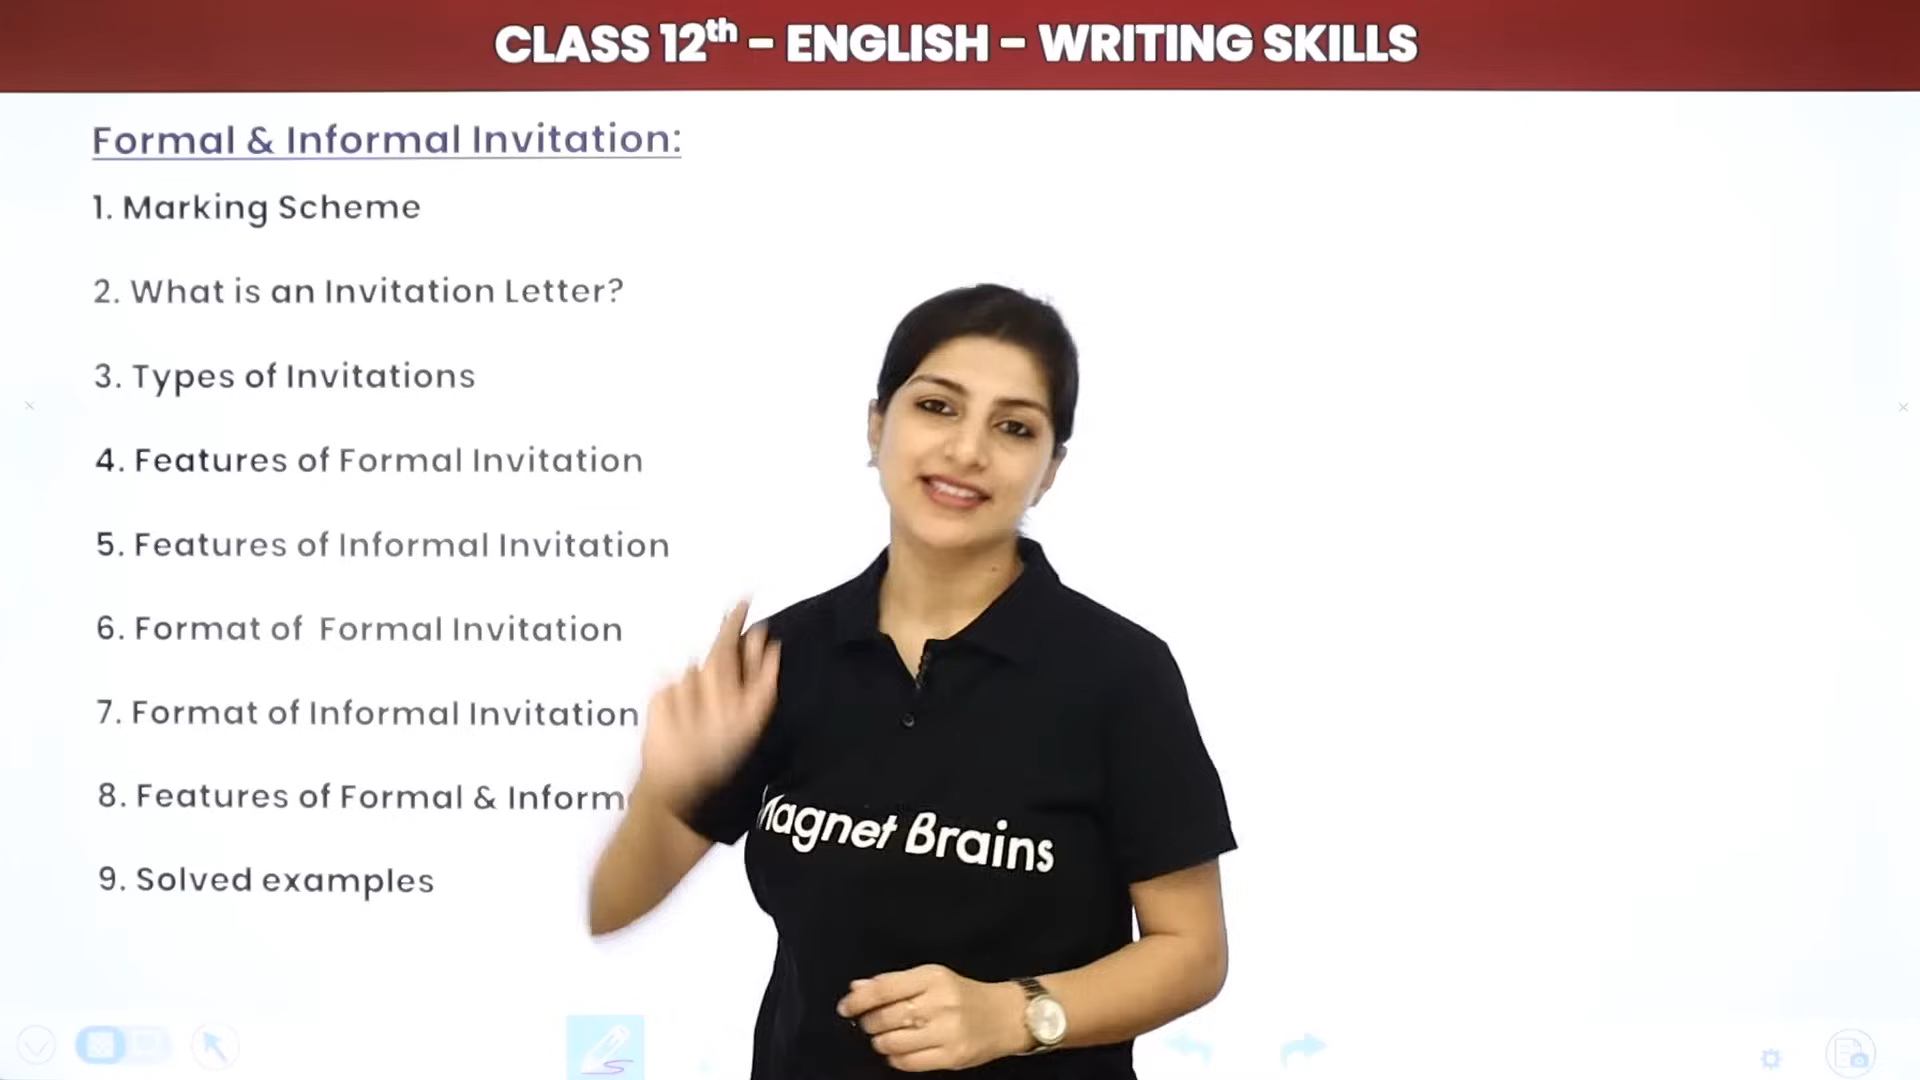 CLASS 12th – ENGLISH – WRITING SKILLS
Formal & Informal Invitation:
1. Marking Scheme
2. What is an Invitation Letter?
3. Types of Invitations
4. Features of Formal Invitation
5. Features of Informal Invitation
6. Format of Formal Invitation
7. Format of Informal Invitation
8. Features of Formal &
9. Solved examples
Brains